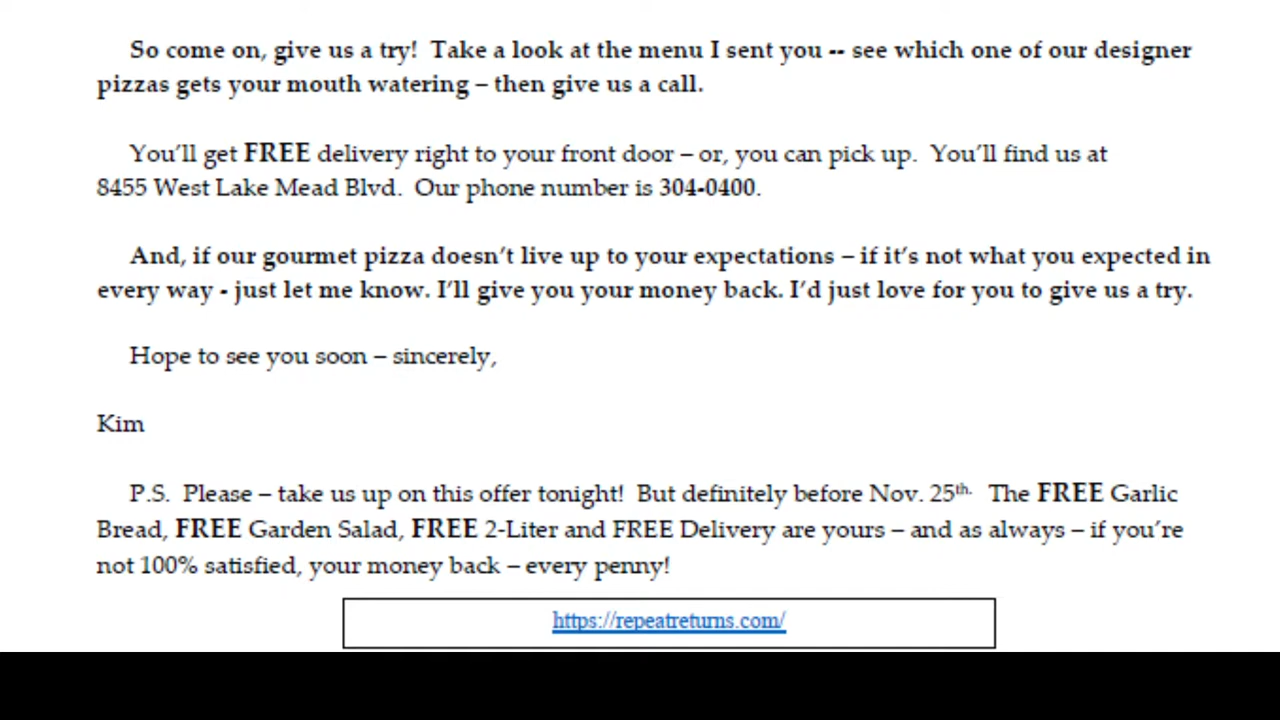 So come on, give us a try!  Take a look at the menu I sent you -- see which one of our designer
pizzas gets your mouth watering – then give us a call.
You’ll get FREE delivery right to your front door – or, you can pick up.  You’ll find us at
8455 West Lake Mead Blvd.  Our phone number is 304-0400.
And, if our gourmet pizza doesn’t live up to your expectations – if it’s not what you expected in
every way - just let me know. I’ll give you your money back. I’d just love for you to give us a try.
Hope to see you soon – sincerely,
Kim
P.S.  Please – take us up on this offer tonight!  But definitely before Nov. 25th.  The FREE Garlic
Bread, FREE Garden Salad, FREE 2-Liter and FREE Delivery are yours – and as always – if you’re
not 100% satisfied, your money back – every penny!
https://repeatreturns.com/